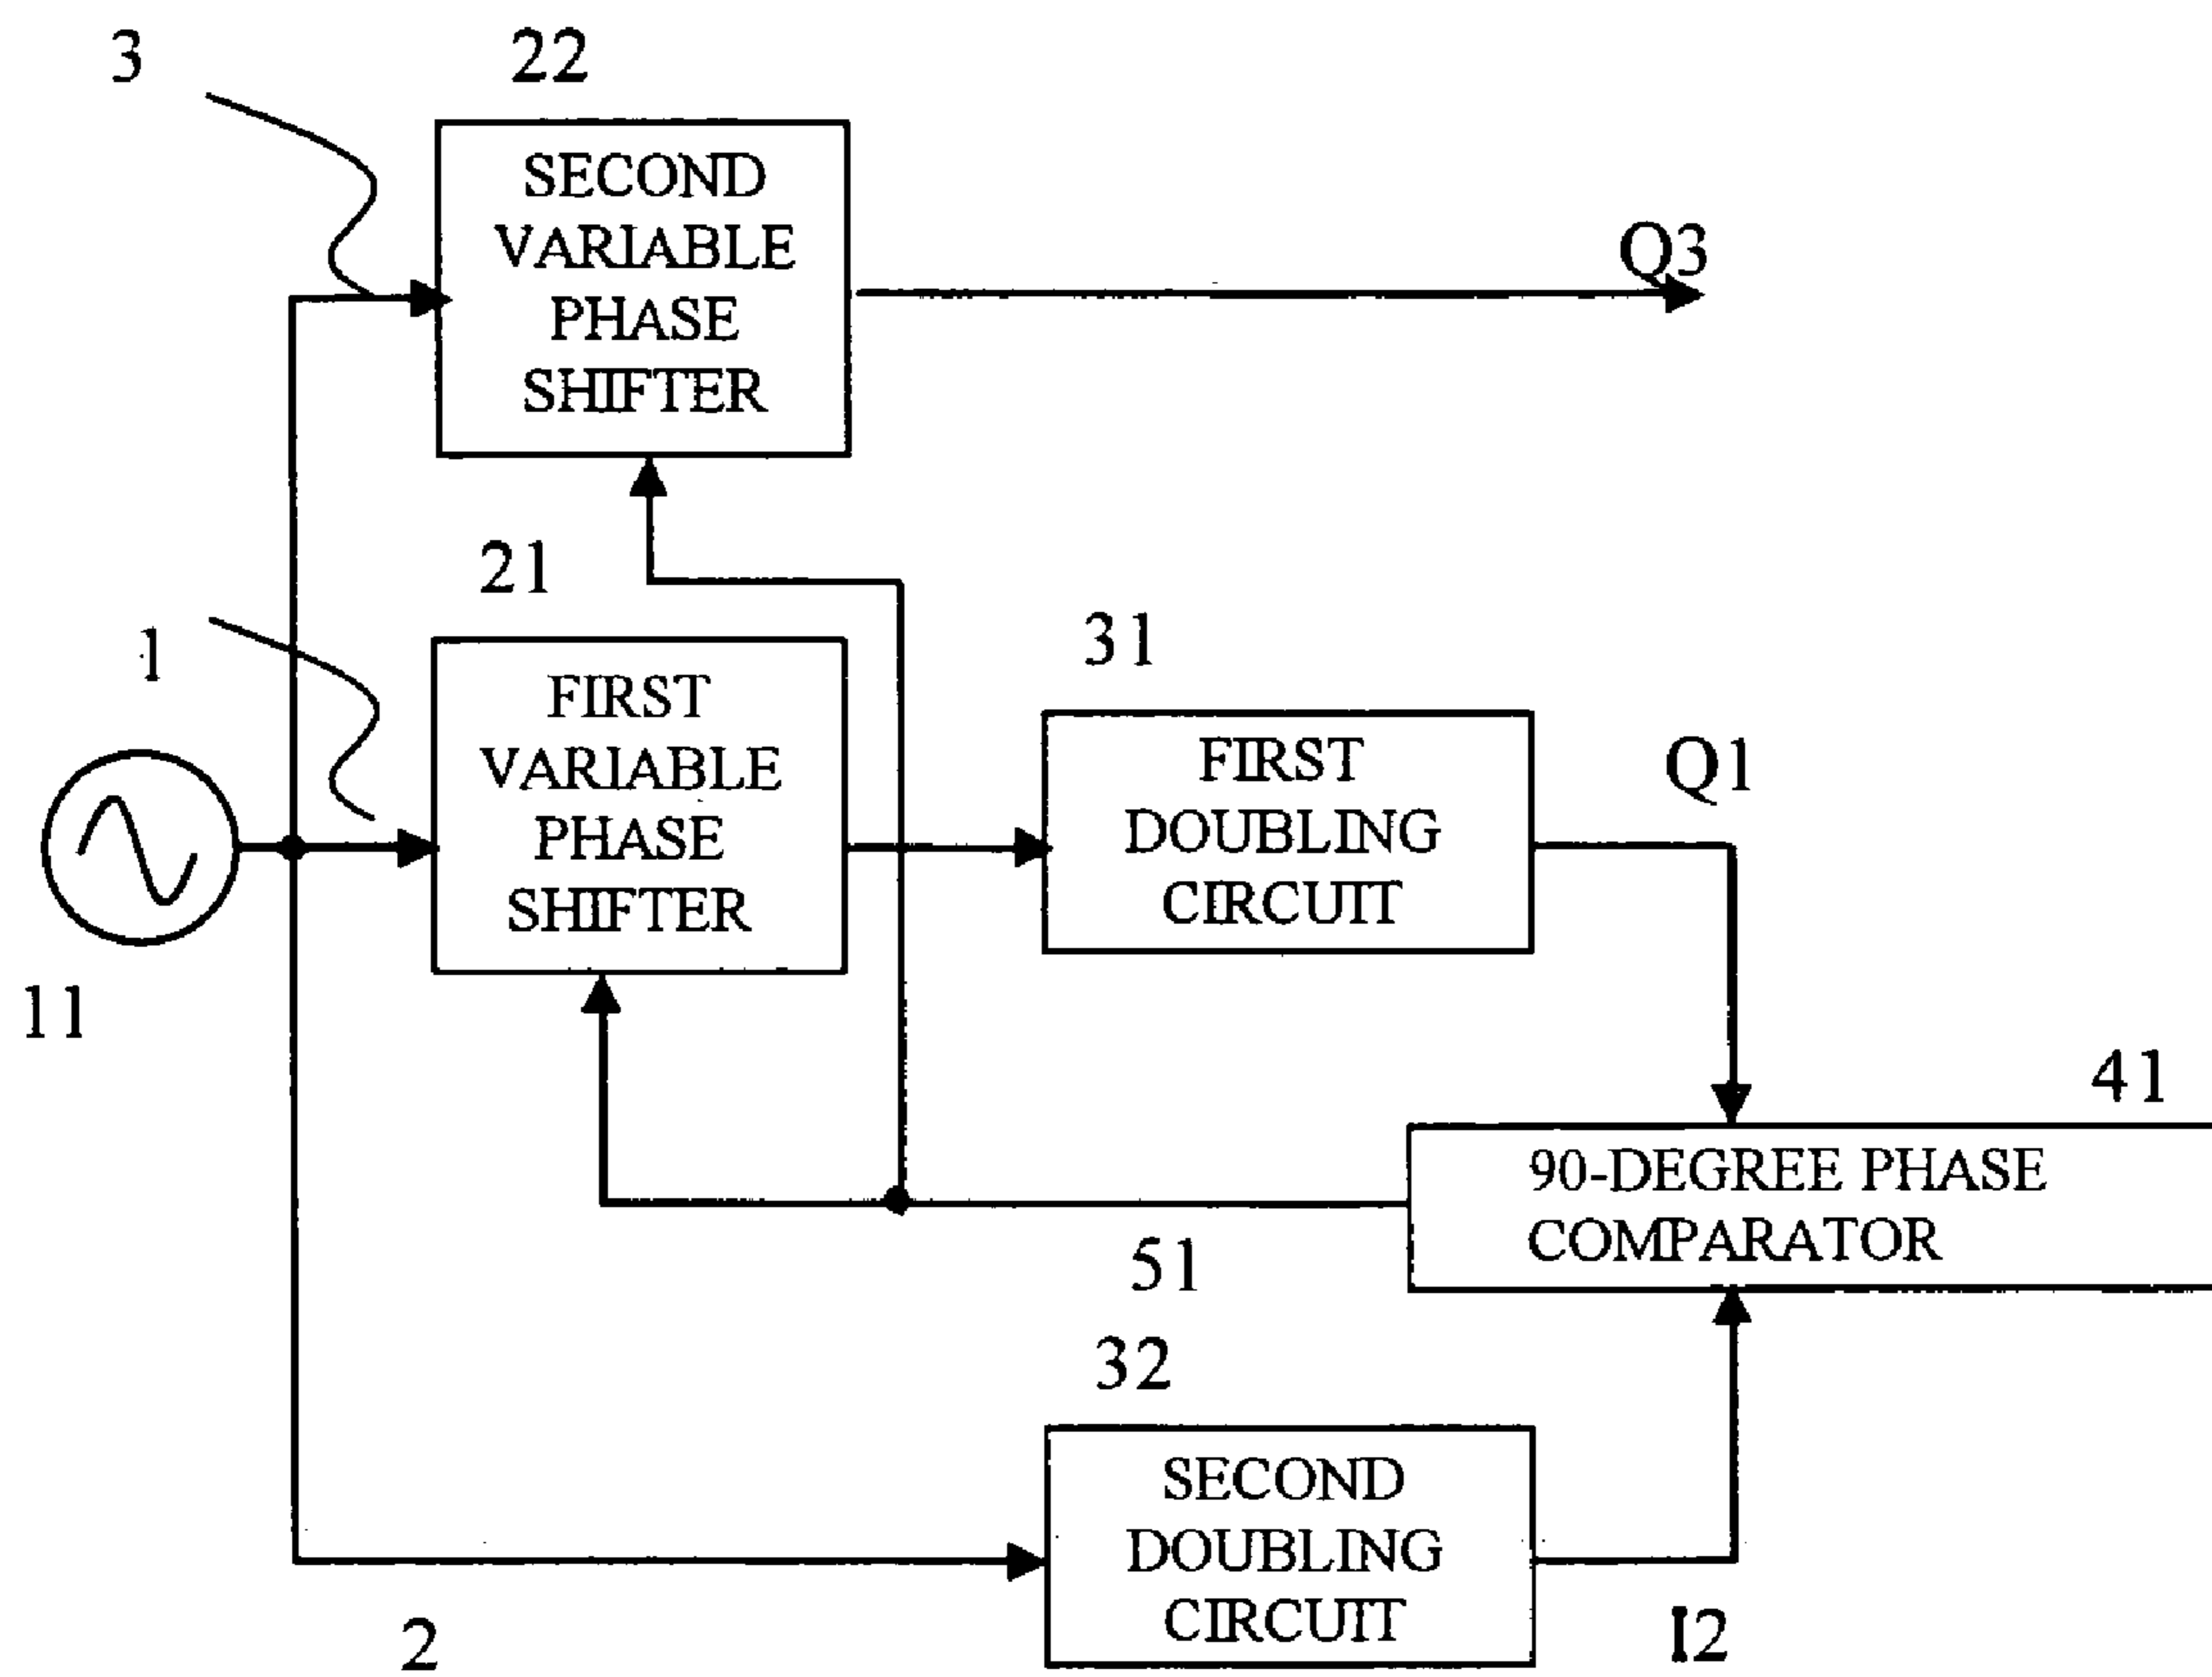 3
22
SECOND
VARIABLE
PHASE
SHIFTER
Q3
21
1
FIRST
VARIABLE
PHASE
SHIFTER
31
FIRST
DOUBLING
CIRCUIT
Q1
11
41
90-DEGREE PHASE
COMPARATOR
51
32
SECOND
DOUBLING
CIRCUIT
2
I2